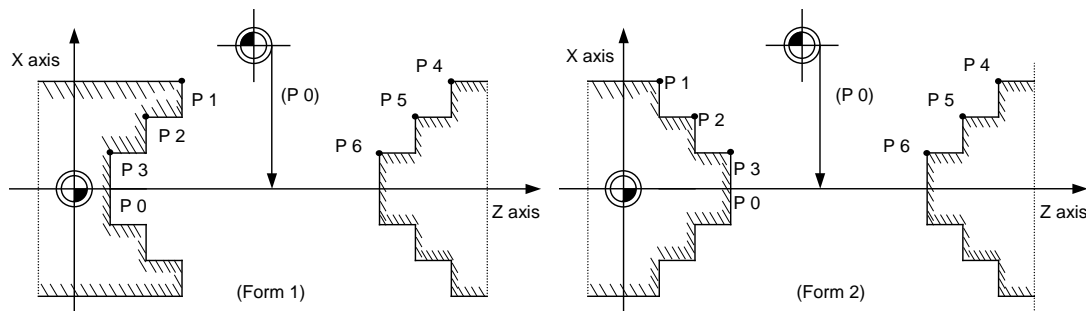 X axis
(P 0)
P 4
P 1
P 5
P 2
P 6
P 3
P 0
Z axis
(Form 1)
X axis
(P 0)
P 4
P 1
P 5
P 2
P 6
P 3
P 0
Z axis
(Form 2)